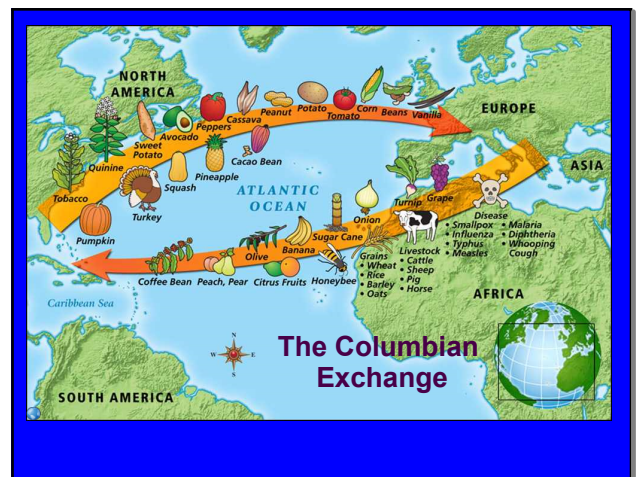 NORTH
AMERICA
Tobacco
Quinine
Sweet
Potato
Avocado
Peppers
Cassava
Peanut
Potato
Tomato
Corn
Beans
Vanilla
EUROPE
ASIA
Squash
Pineapple
Cacao Bean
Turkey
Pumpkin
ATLANTIC
OCEAN
Coffee Bean
Peach, Pear
Olive
Citrus Fruits
Banana
Sugar Cane
Honeybee
Onion
Turnip
Grape
Grains
• Wheat
• Rice
• Barley
• Oats
Livestock
• Cattle
• Sheep
• Pig
• Horse
Disease
• Smallpox
• Influenza
• Typhus
• Measles
• Malaria
• Diphtheria
• Whooping
Cough
AFRICA
Caribbean Sea
N
W
E
S
SOUTH AMERICA
The Columbian
Exchange